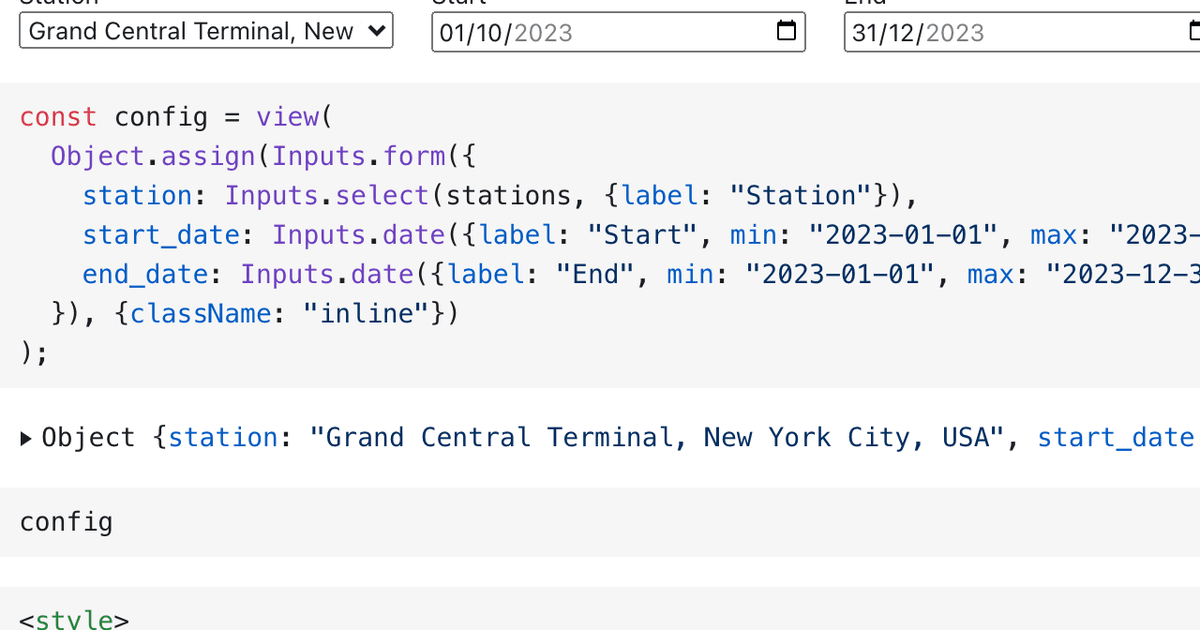 Station Start End
Grand Central Terminal, New 01/10/2023 31/12/2023
const config = view(
Object.assign(Inputs.form({
station: Inputs.select(stations, {label: "Station"}),
start_date: Inputs.date({label: "Start", min: "2023-01-01", max: "2023-
end_date: Inputs.date({label: "End", min: "2023-01-01", max: "2023-12-3
}), {className: "inline"})
);
Object {station: "Grand Central Terminal, New York City, USA", start_date
config
<style>